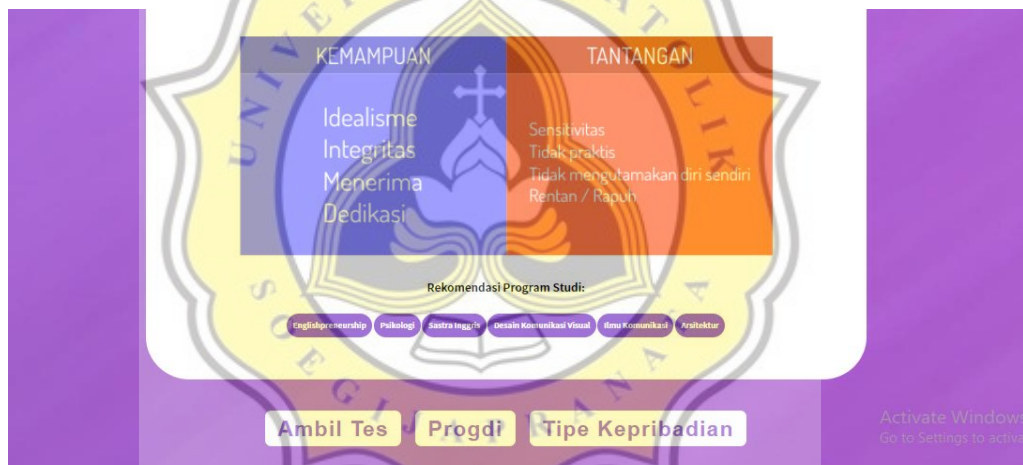 KEMAMPUAN
Idealisme
Integritas
Menerima
Dedikasi
TANTANGAN
Sensitivitas
Tidak praktis
Tidak mengutamakan diri sendiri
Rentan / Rapuh
Rekomendasi Program Studi:
Englishpreneurship Psikologi Sastra Inggris Desain Komunikasi Visual Ilmu Komunikasi Arsitektur
Ambil Tes Progdi Tipe Kepribadian
Activate Windows
Go to Settings to activa
SOEGIJAPRANATA